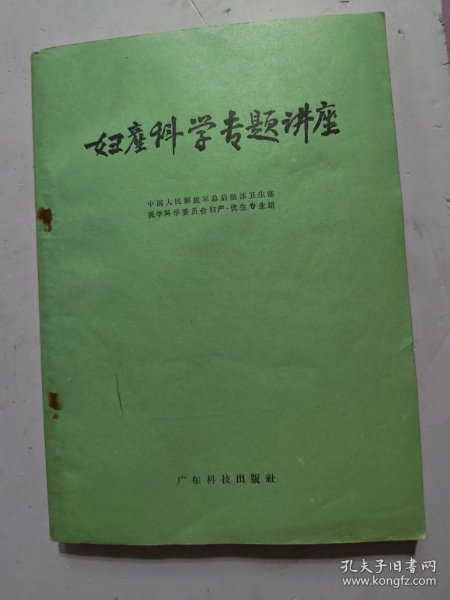 妇产科学专题讲座
中国人民解放军总后勤部卫生部
医学科学委员会妇产-优生专业组
广东科技出版社
孔夫子旧书网
www.kongfz.com